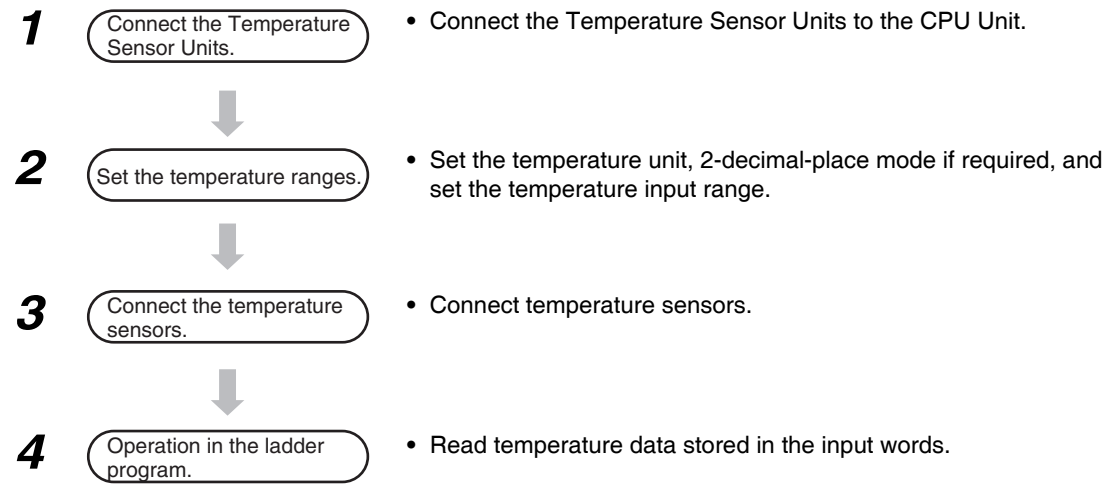 1
Connect the Temperature
Sensor Units.
• Connect the Temperature Sensor Units to the CPU Unit.
2
Set the temperature ranges.
• Set the temperature unit, 2-decimal-place mode if required, and
set the temperature input range.
3
Connect the temperature
sensors.
• Connect temperature sensors.
4
Operation in the ladder
program.
• Read temperature data stored in the input words.